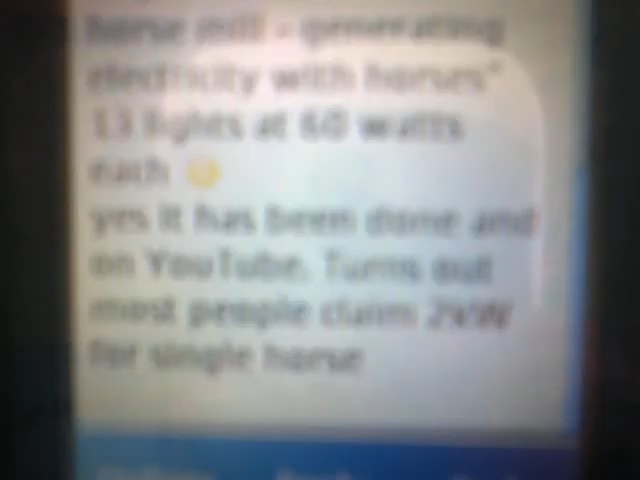 horse mill - generating
electricity with horses"
13 lights at 60 watts
each
yes it has been done and
on YouTube. Turns out
most people claim 2kW
for single horse